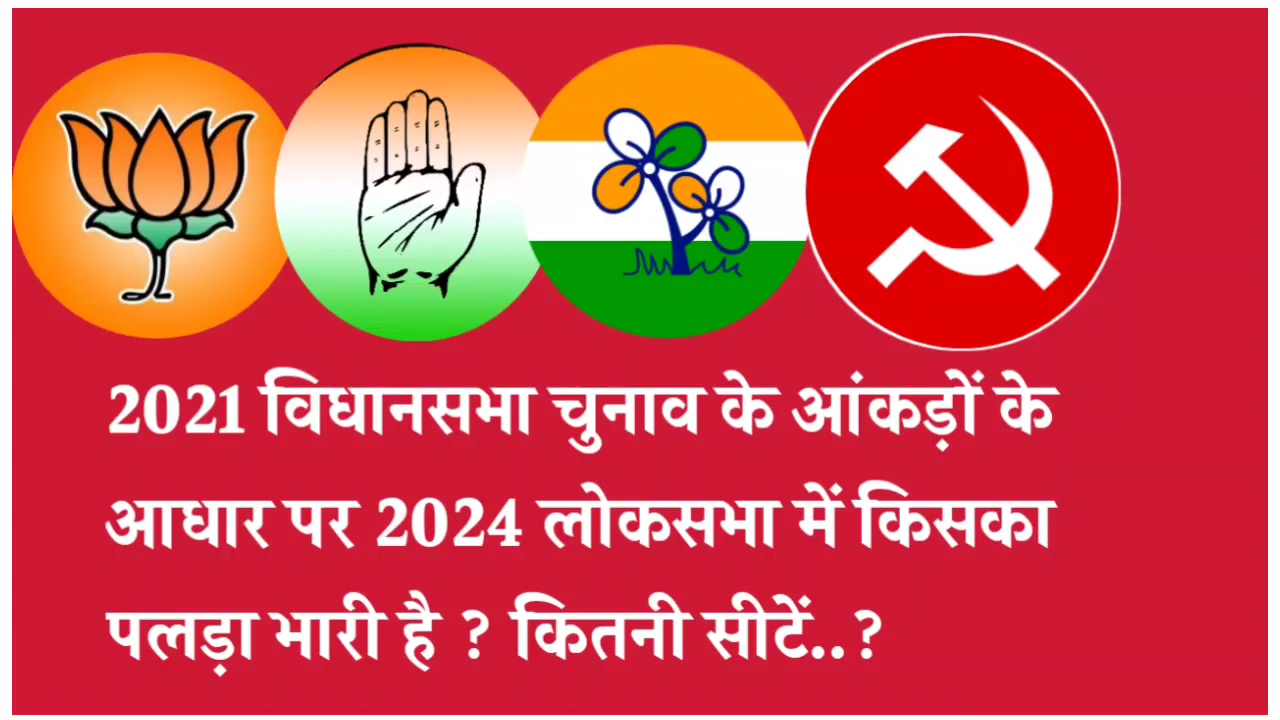 2021 विधानसभा चुनाव के आंकड़ों के
आधार पर 2024 लोकसभा में किसका
पलड़ा भारी है ? कितनी सीटें..?